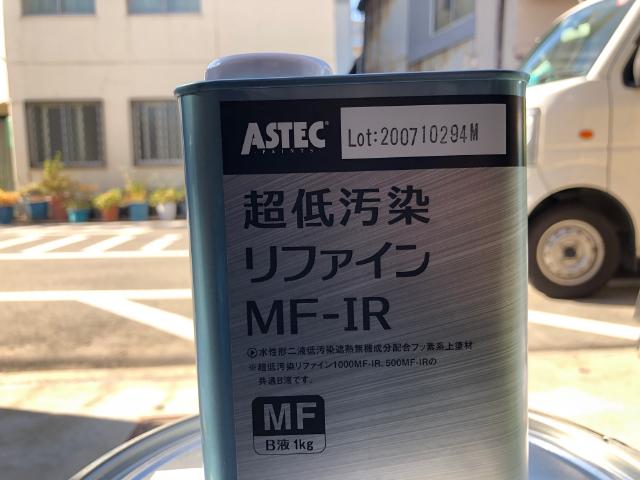 ASTEC®
PAINTS
Lot:200710294M
超低汚染
リファイン
MF-IR
水性形二液低汚染遮熱無機成分配合フッ素系上塗材
※超低汚染リファイン1000MF-IR、500MF-IRの
共通B液です。
MF
B液 1kg